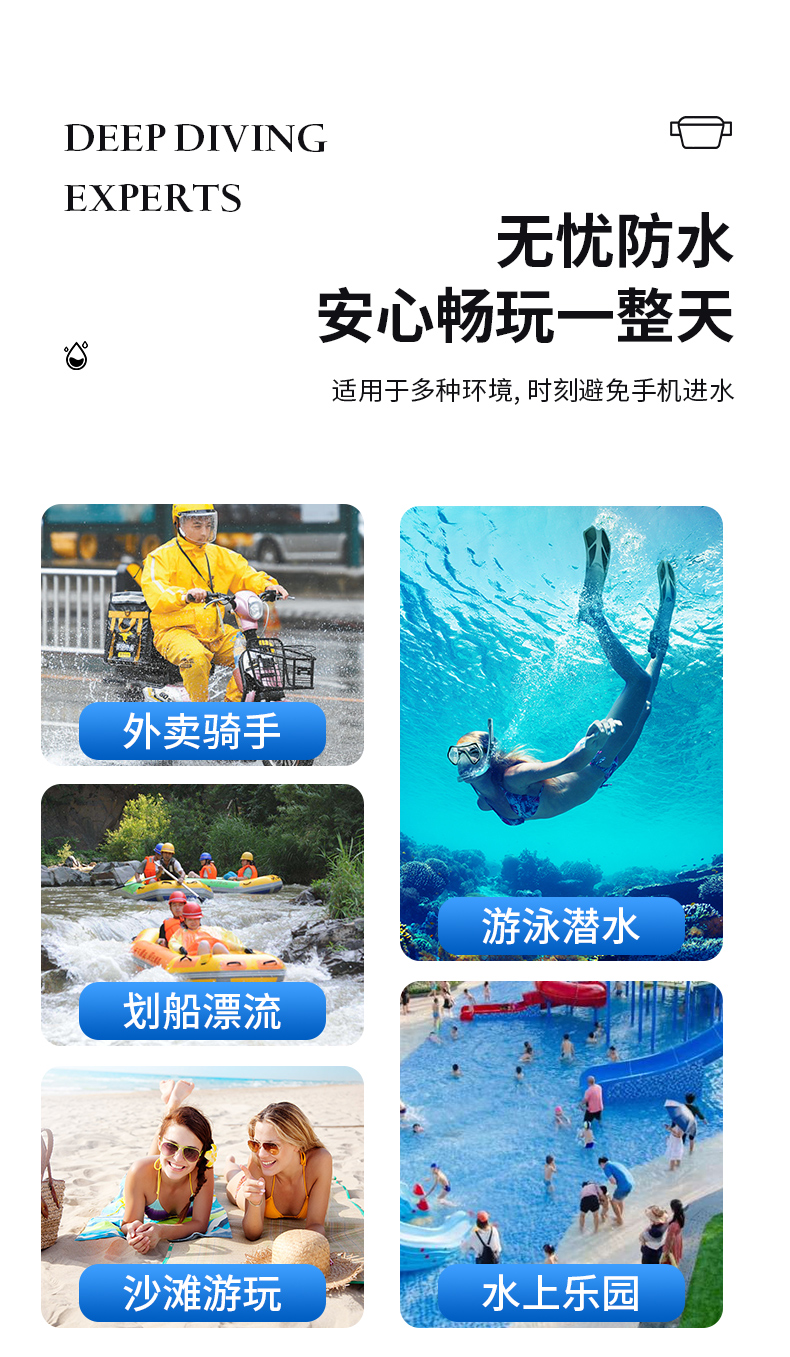 DEEP DIVING
EXPERTS
无忧防水
安心畅玩一整天
适用于多种环境, 时刻避免手机进水
外卖骑手
游泳潜水
划船漂流
沙滩游玩
水上乐园